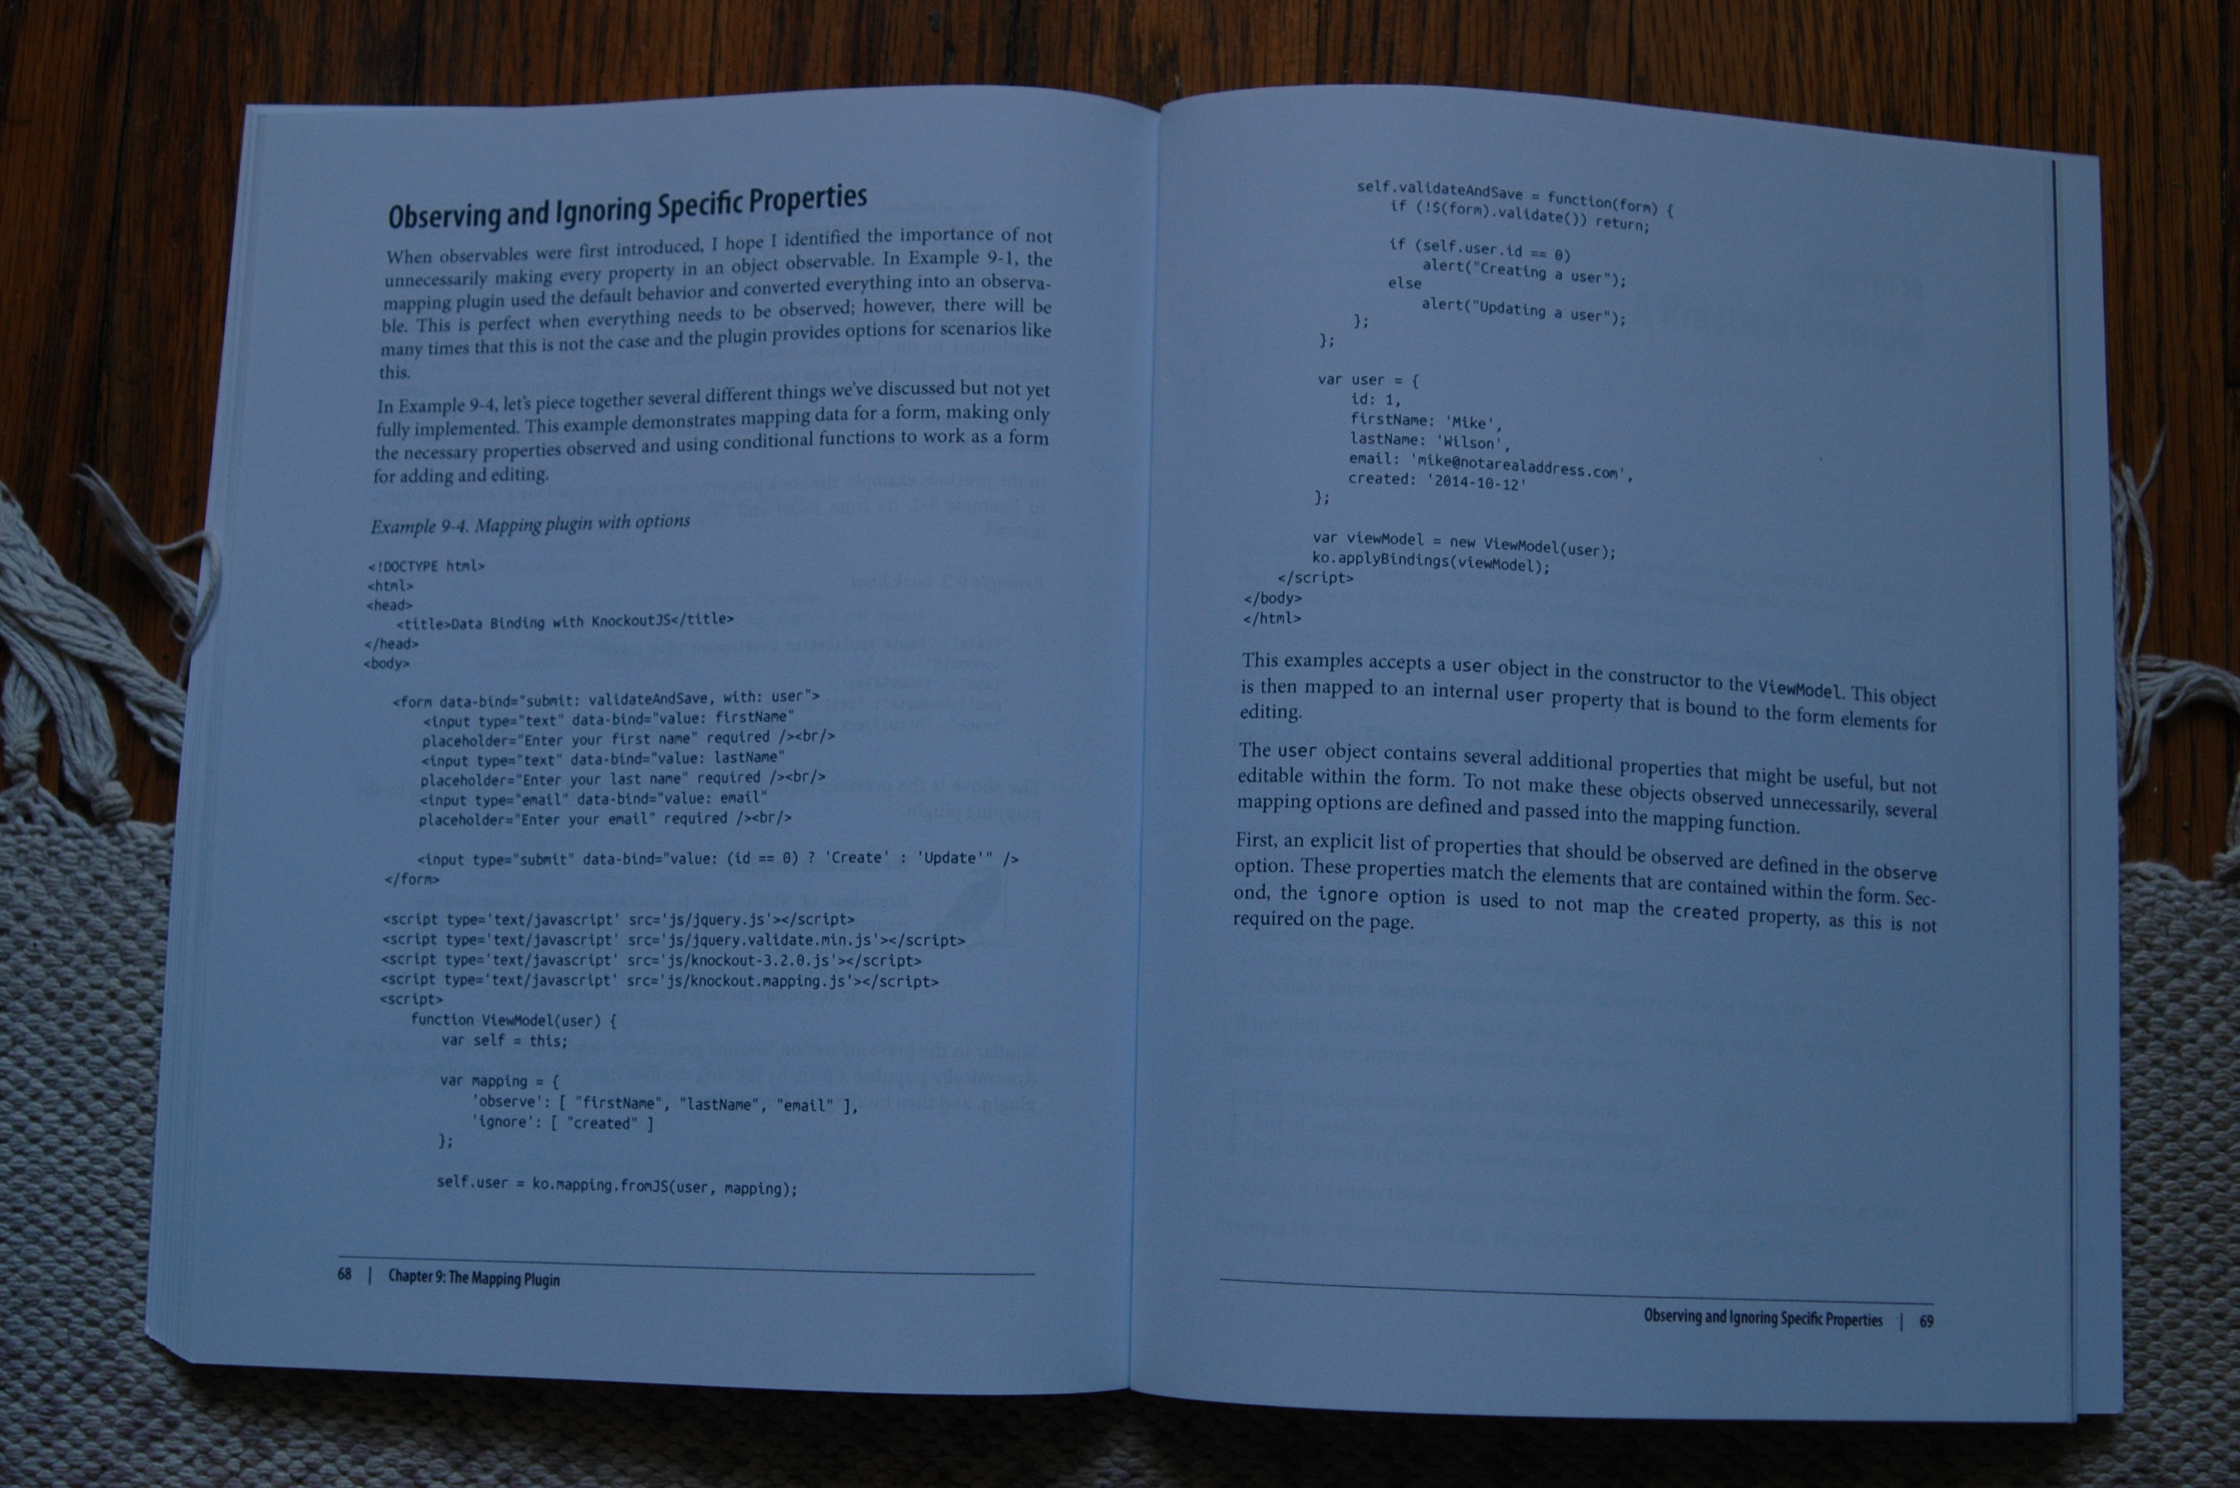 Observing and Ignoring Specific Properties
When observables were first introduced, I hope I identified the importance of not
unnecessarily making every property in an object observable. In Example 9-1, the
mapping plugin used the default behavior and converted everything into an observa-
ble. This is perfect when everything needs to be observed; however, there will be
many times that this is not the case and the plugin provides options for scenarios like
this.
In Example 9-4, let's piece together several different things we've discussed but not yet
fully implemented. This example demonstrates mapping data for a form, making only
the necessary properties observed and using conditional functions to work as a form
for adding and editing.
Example 9-4. Mapping plugin with options
<!DOCTYPE html>
<html>
<head>
<title>Data Binding with KnockoutJS</title>
</head>
<body>
<form data-bind="submit: validateAndSave, with: user">
<input type="text" data-bind="value: firstName"
placeholder="Enter your first name" required /><br/>
<input type="text" data-bind="value: lastName"
placeholder="Enter your last name" required /><br/>
<input type="email" data-bind="value: email"
placeholder="Enter your email" required /><br/>
<input type="submit" data-bind="value: (id == 0) ? 'Create' : 'Update'" />
</form>
<script type='text/javascript' src='js/jquery.js'></script>
<script type='text/javascript' src='js/jquery.validate.min.js'></script>
<script type='text/javascript' src='js/knockout-3.2.0.js'></script>
<script type='text/javascript' src='js/knockout.mapping.js'></script>
<script>
function ViewModel(user) {
var self = this;
var mapping = {
'observe': [ "firstName", "lastName", "email" ],
'ignore': [ "created" ]
};
self.user = ko.mapping.fromJS(user, mapping);
68 | Chapter 9: The Mapping Plugin
self.validateAndSave = function(form) {
if (!$(form).validate()) return;
if (self.user.id == 0)
alert("Creating a user");
else
alert("Updating a user");
};
};
var user = {
id: 1,
firstName: 'Mike',
lastName: 'Wilson',
email: 'mike@notarealaddress.com',
created: '2014-10-12'
};
var viewModel = new ViewModel(user);
ko.applyBindings(viewModel);
</script>
</body>
</html>
This examples accepts a user object in the constructor to the ViewModel. This object
is then mapped to an internal user property that is bound to the form elements for
editing.
The user object contains several additional properties that might be useful, but not
editable within the form. To not make these objects observed unnecessarily, several
mapping options are defined and passed into the mapping function.
First, an explicit list of properties that should be observed are defined in the observe
option. These properties match the elements that are contained within the form. Sec-
ond, the ignore option is used to not map the created property, as this is not
required on the page.
Observing and Ignoring Specific Properties | 69